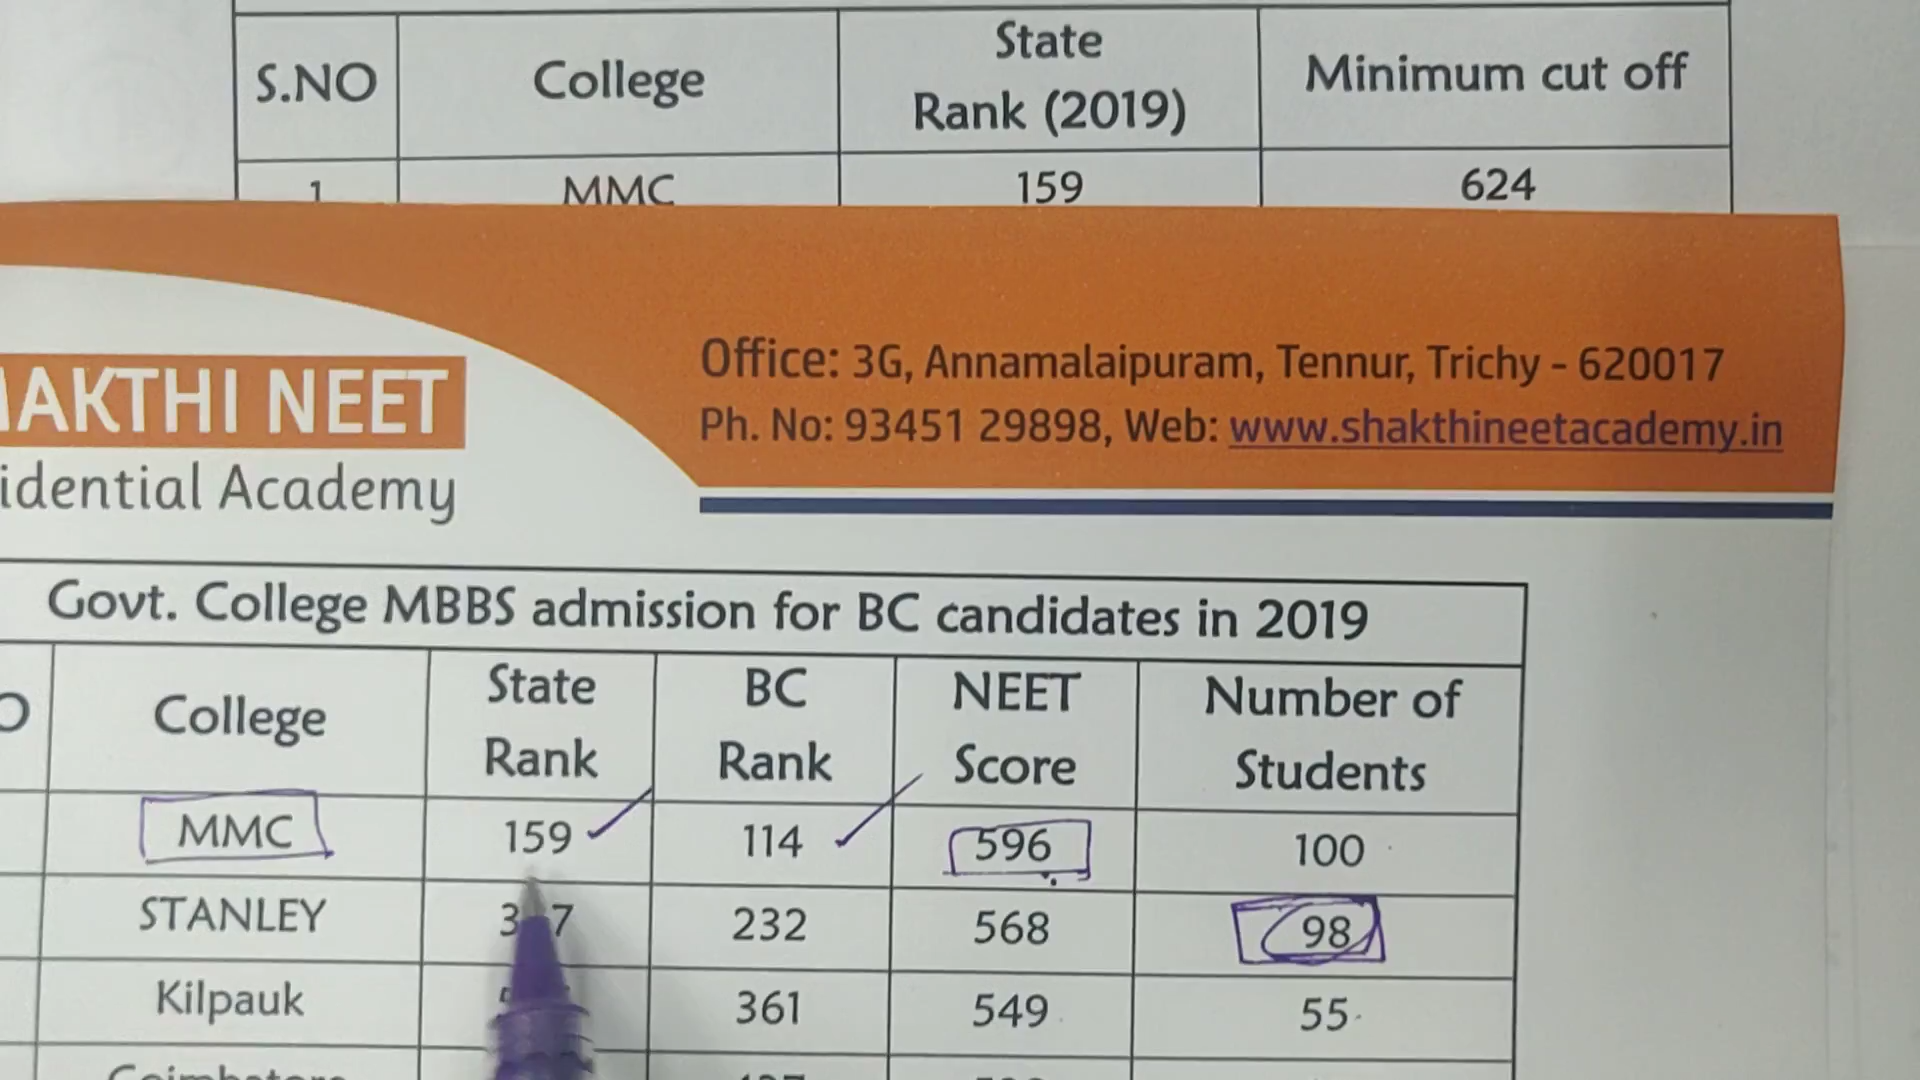 S.NO College State Rank (2019) Minimum cut off
1 MMC 159 624
Office: 3G, Annamalaipuram, Tennur, Trichy - 620017
Ph. No: 93451 29898, Web: www.shakthineetacademy.in
HAKTHI NEET
idential Academy
Govt. College MBBS admission for BC candidates in 2019
O College State Rank BC Rank NEET Score Number of Students
MMC 159 114 596 100
STANLEY 232 568 98
Kilpauk 361 549 55